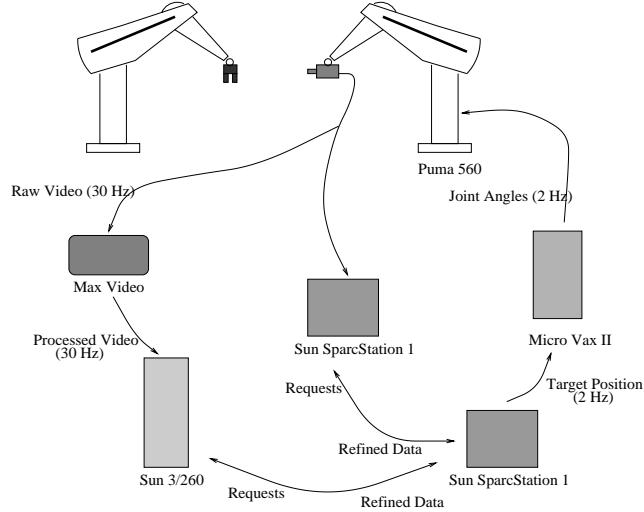 Puma 560
Raw Video (30 Hz)
Joint Angles (2 Hz)
Max Video
Processed Video
(30 Hz)
Sun SparcStation 1
Micro Vax II
Requests
Target Position
(2 Hz)
Refined Data
Sun 3/260
Sun SparcStation 1
Requests
Refined Data